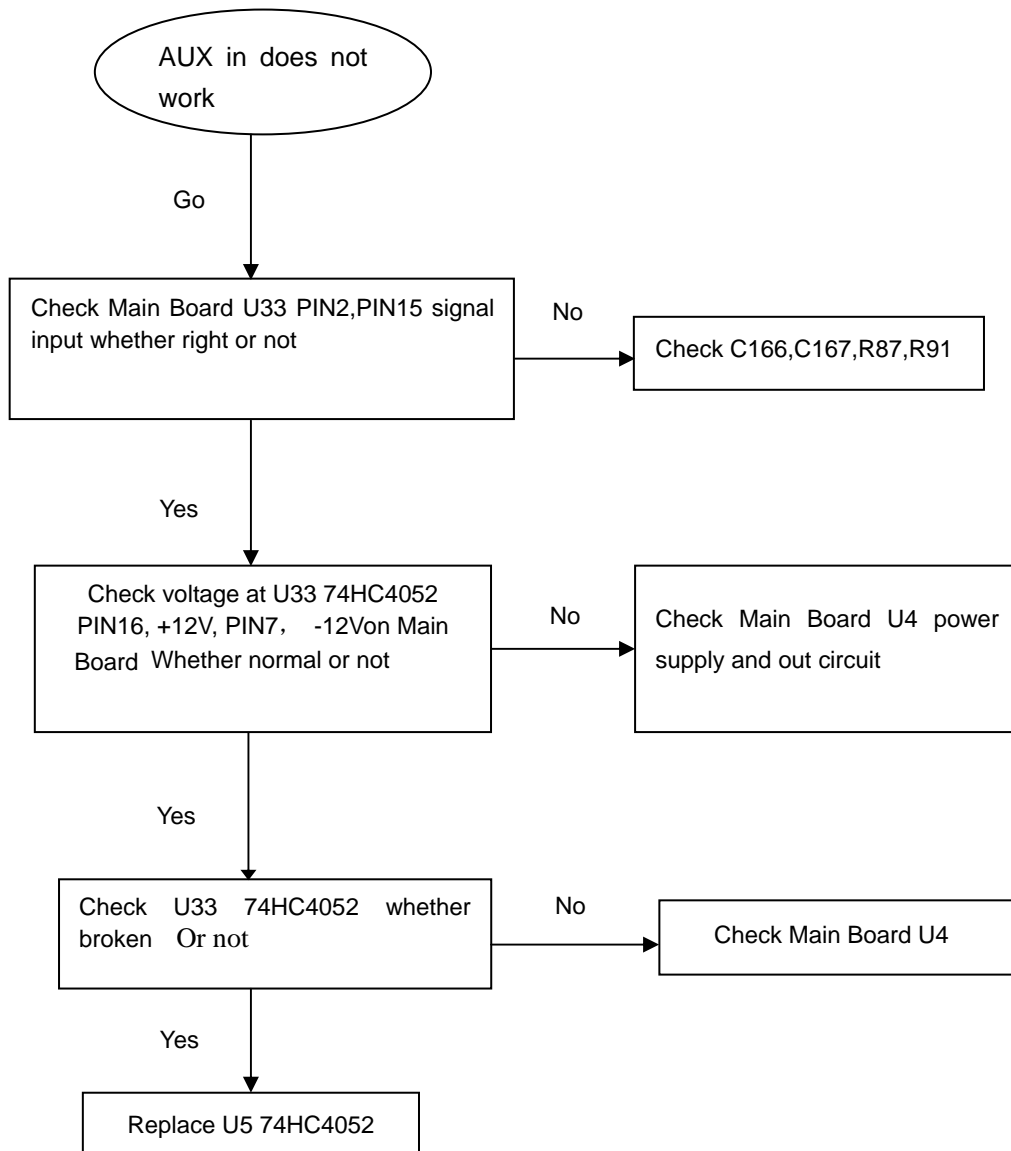 AUX in does not
work
Go
Check Main Board U33 PIN2,PIN15 signal
input whether right or not
No
Check C166,C167,R87,R91
Yes
Check voltage at U33 74HC4052
PIN16, +12V, PIN7， -12Von Main
Board Whether normal or not
No
Check Main Board U4 power
supply and out circuit
Yes
Check U33 74HC4052 whether
broken Or not
No
Check Main Board U4
Yes
Replace U5 74HC4052